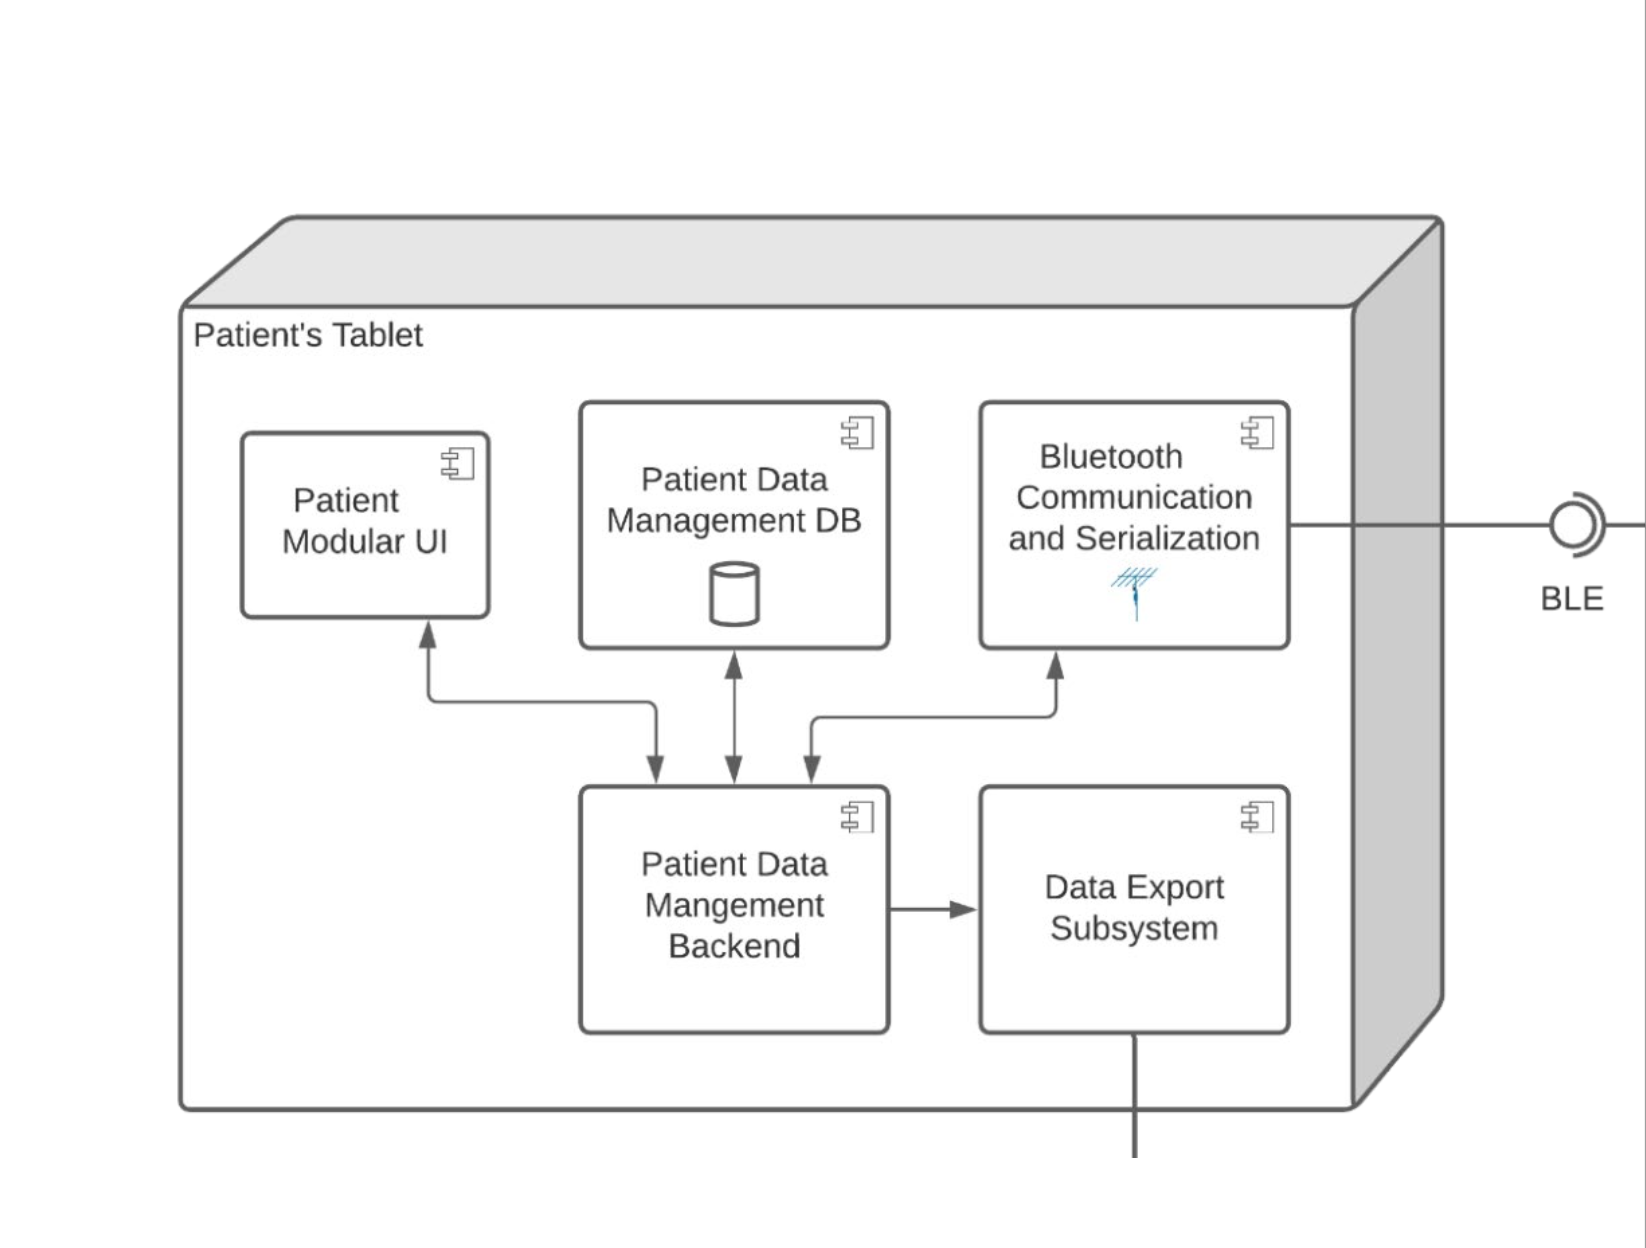 Patient's Tablet
Patient
Modular UI
Patient Data
Management DB
Bluetooth
Communication
and Serialization
BLE
Patient Data
Mangement
Backend
Data Export
Subsystem